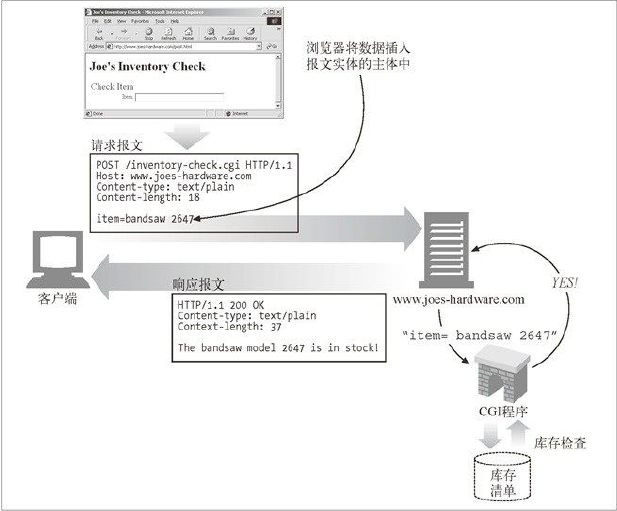 Joe's Inventory Check - Microsoft Internet Explorer
File Edit View Favorites Tools Help
Back Forward Stop Refresh Home Search Favorites History
Address http://www.joes-hardware.com/post.html Go
Joe's Inventory Check
Check Item
Item
Done Internet
浏览器将数据插入
报文实体的主体中
请求报文
POST /inventory-check.cgi HTTP/1.1
Host: www.joes-hardware.com
Content-type: text/plain
Content-length: 18
item=bandsaw 2647
客户端
响应报文
HTTP/1.1 200 OK
Content-type: text/plain
Context-length: 37
The bandsaw model 2647 is in stock!
www.joes-hardware.com
YES!
“item= bandsaw 2647”
CGI程序
库存检查
库存
清单